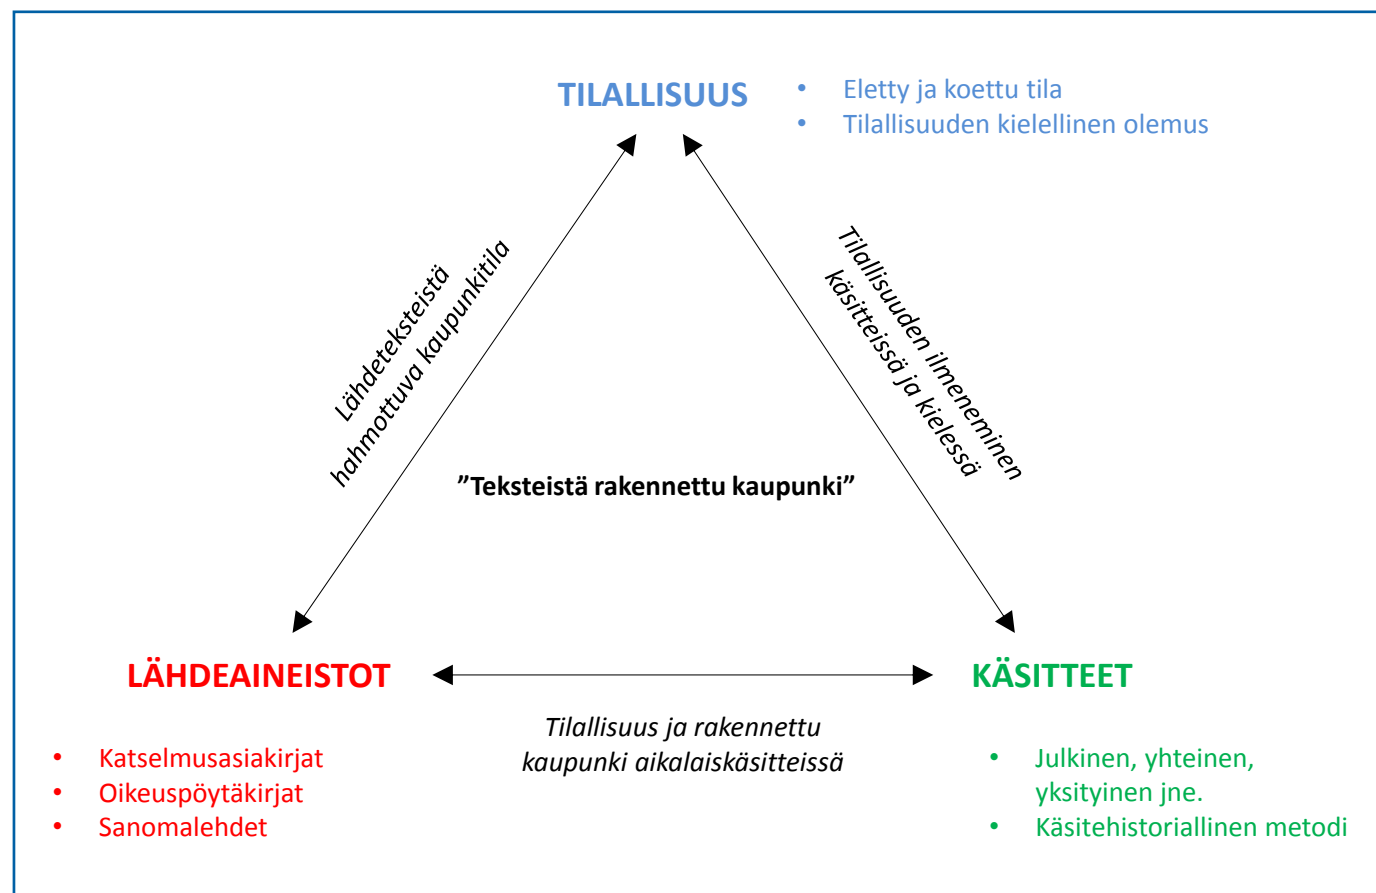 TILALLISUUS
• Eletty ja koettu tila
• Tilallisuuden kielellinen olemus
Lähdeteksteistä
hahmottuva kaupunkitila
Tilallisuuden ilmeneminen
käsitteissä ja kielessä
”Teksteistä rakennettu kaupunki”
LÄHDEAINEISTOT
KÄSITTEET
Tilallisuus ja rakennettu
kaupunki aikalaiskäsitteissä
• Katselmusasiakirjat
• Oikeuspöytäkirjat
• Sanomalehdet
• Julkinen, yhteinen,
yksityinen jne.
• Käsitehistoriallinen metodi